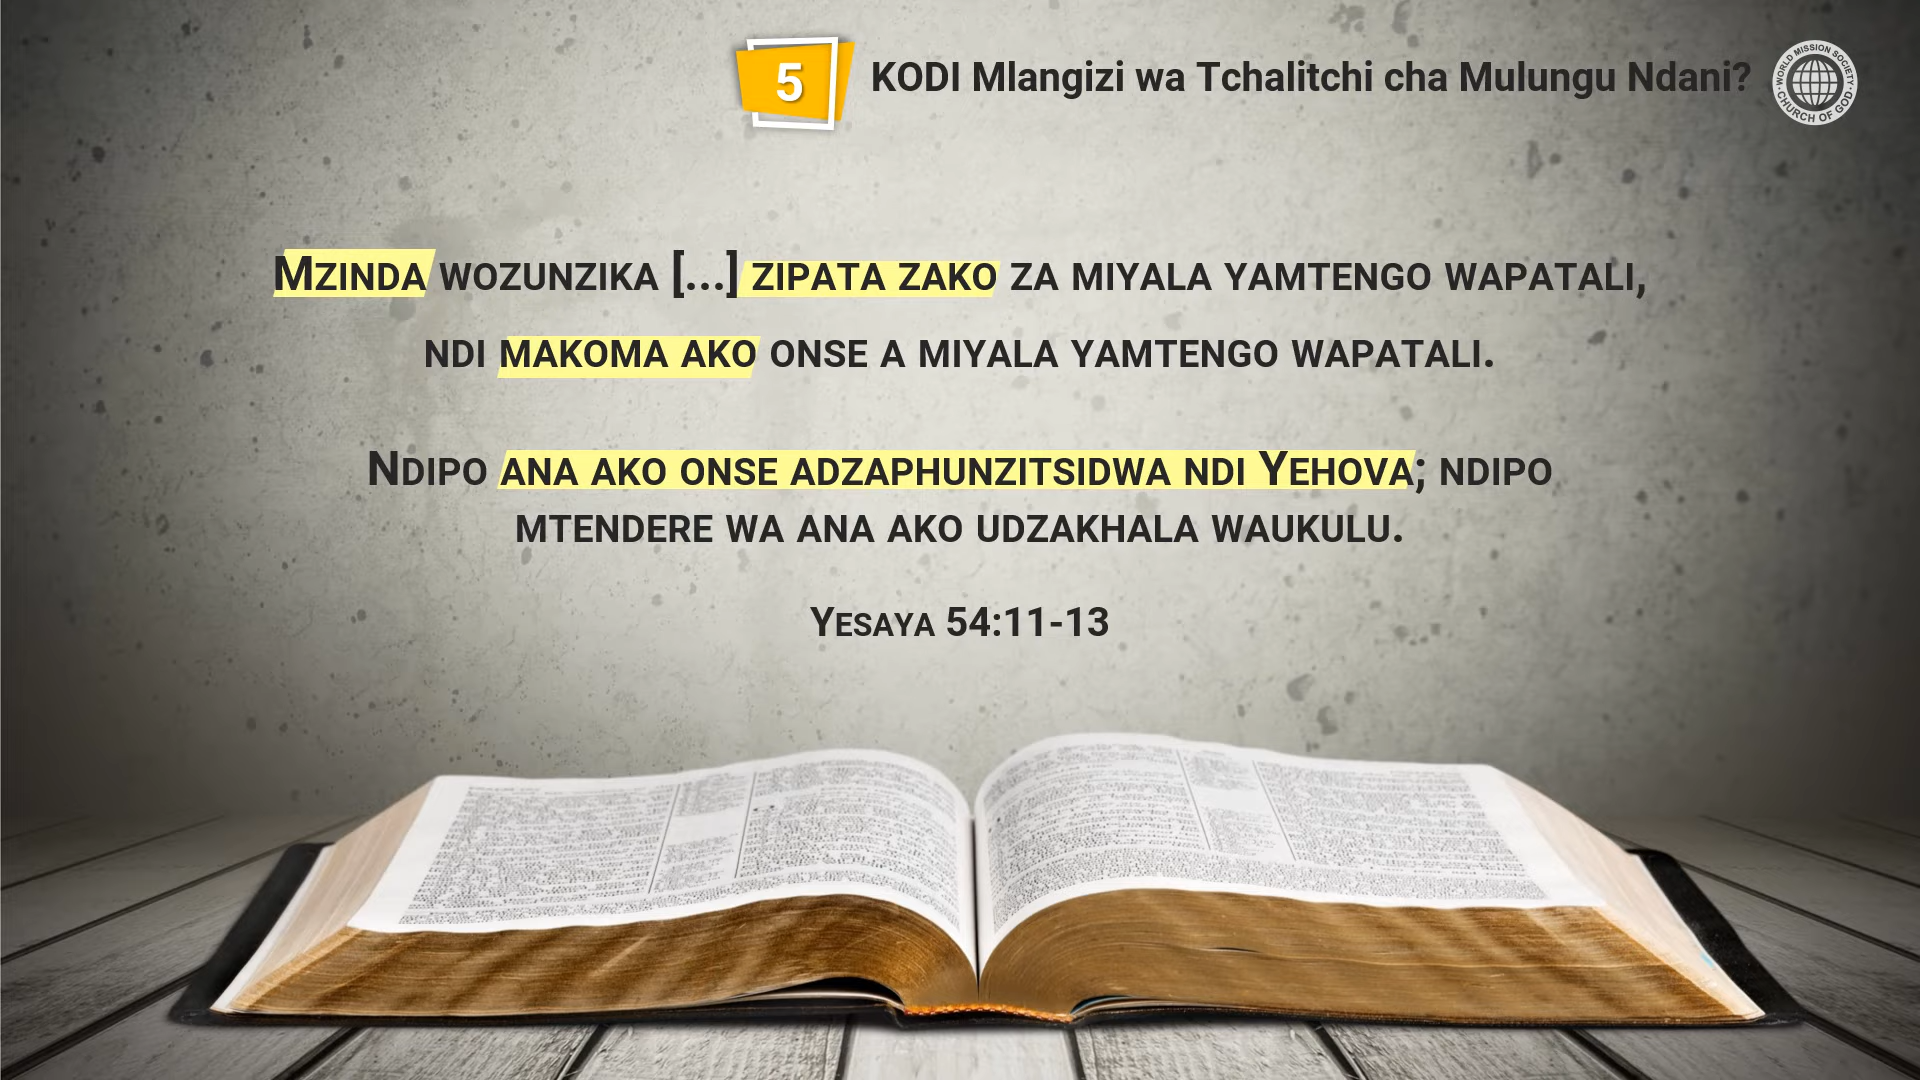 5
KODI Mlangizi wa Tchalitchi cha Mulungu Ndani?
WORLD MISSION SOCIETY
CHURCH OF GOD
Mzinda wozunzika [...] zipata zako za miyala yamtengo wapatali,
ndi makoma ako onse a miyala yamtengo wapatali.
Ndipo ana ako onse adzaphunzitsidwa ndi Yehova; ndipo
mtendere wa ana ako udzakhala waukulu.
Yesaya 54:11-13